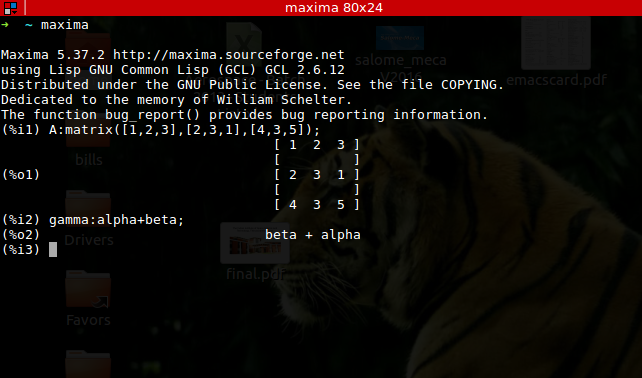 maxima 80x24
➜ ~ maxima
Maxima 5.37.2 http://maxima.sourceforge.net
using Lisp GNU Common Lisp (GCL) GCL 2.6.12
Distributed under the GNU Public License. See the file COPYING.
Dedicated to the memory of William Schelter.
The function bug_report() provides bug reporting information.
(%i1) A:matrix([1,2,3],[2,3,1],[4,3,5]);
[ 1 2 3 ]
[ ]
(%o1) [ 2 3 1 ]
[ ]
[ 4 3 5 ]
(%i2) gamma:alpha+beta;
(%o2) beta + alpha
(%i3)
salome_meca
V2016
emacscard.pdf
bills
Drivers
final.pdf
Favors